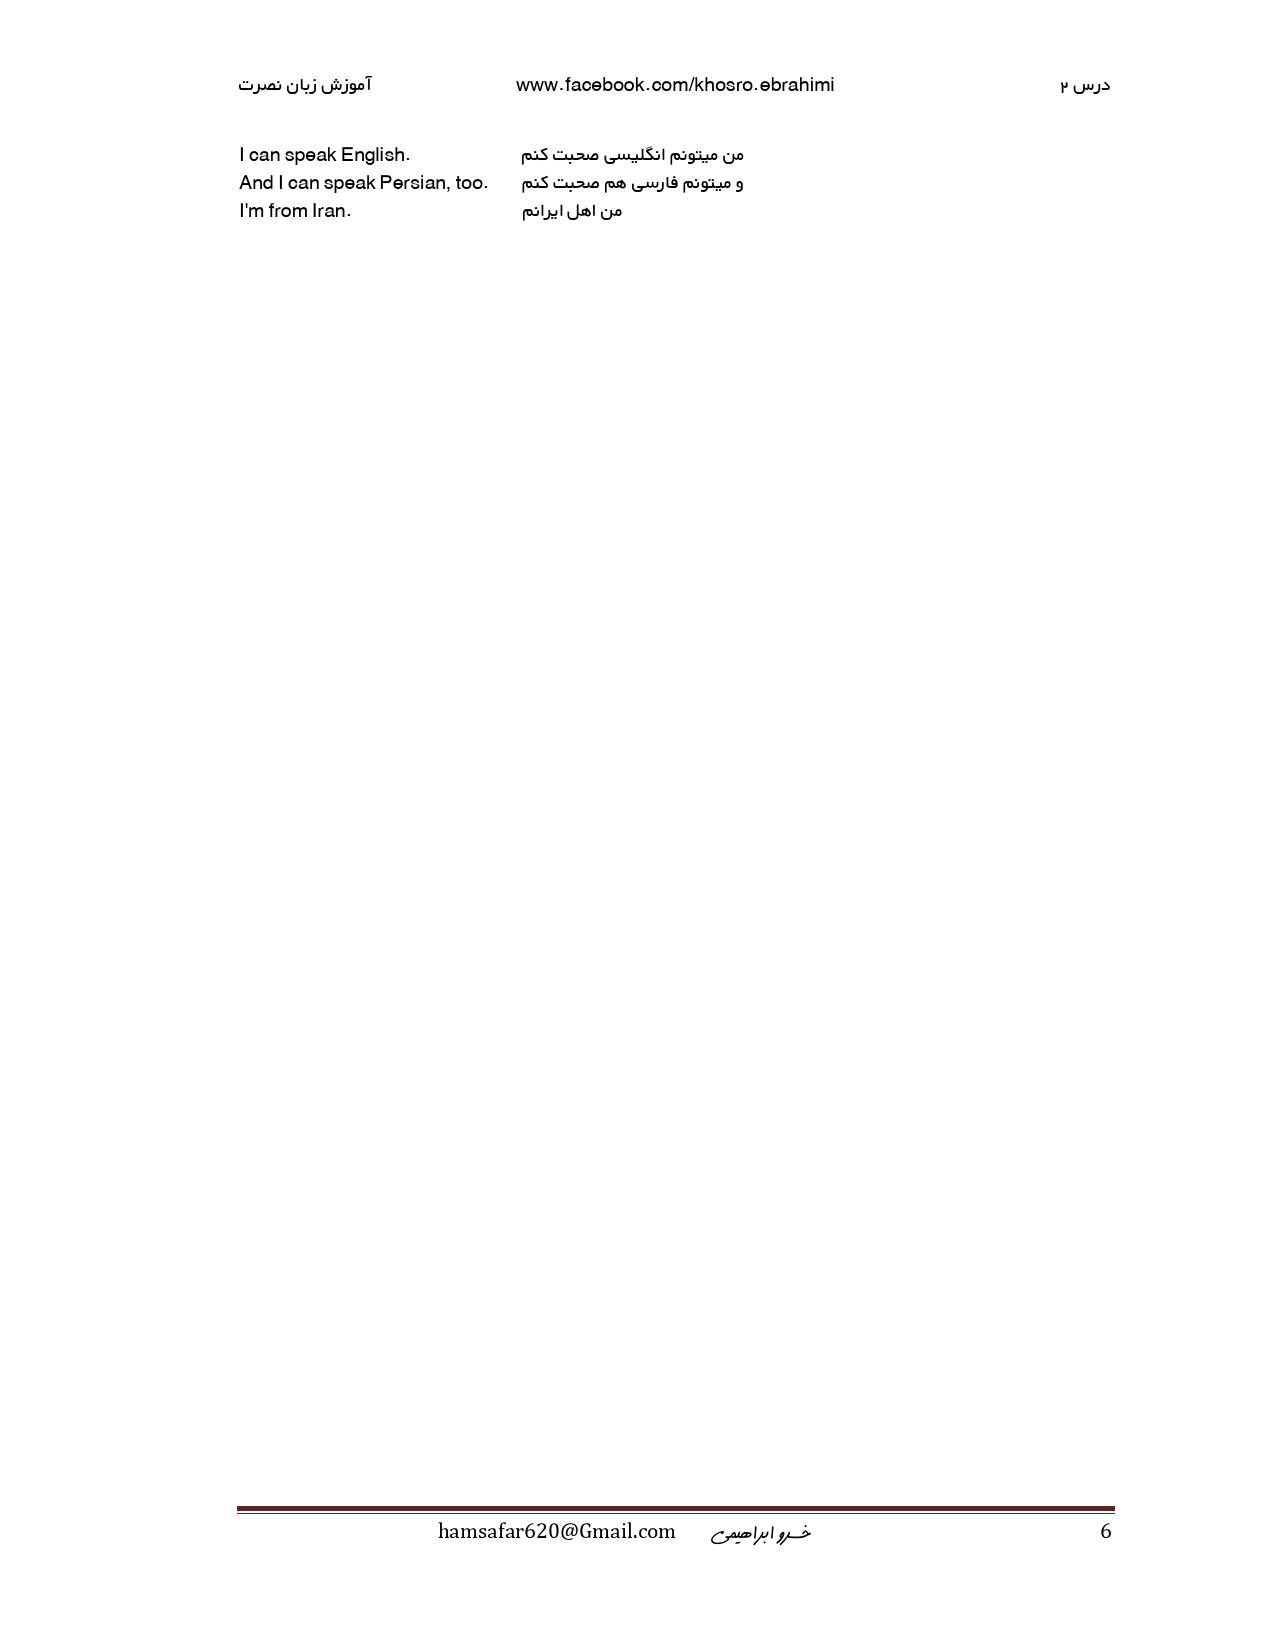 آموزش زبان نصرت www.facebook.com/khosro.ebrahimi درس ۲
I can speak English. من میتونم انگلیسی صحبت کنم
And I can speak Persian, too. و میتونم فارسی هم صحبت کنم
I'm from Iran. من اهل ایرانم
hamsafar620@Gmail.com خسرو ابراهیمی 6